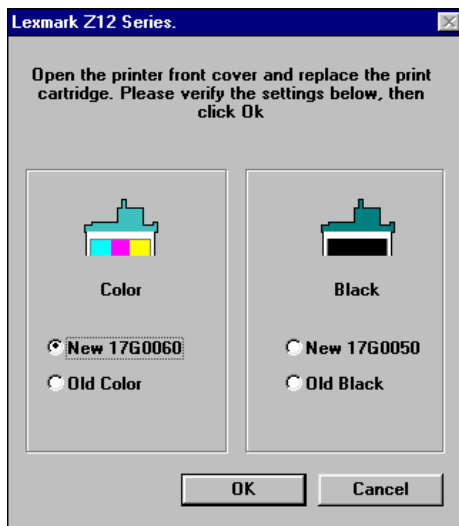 Lexmark Z12 Series.
Open the printer front cover and replace the print
cartridge. Please verify the settings below, then
click Ok
Color
Black
New 17G0060
New 17G0050
Old Color
Old Black
OK
Cancel